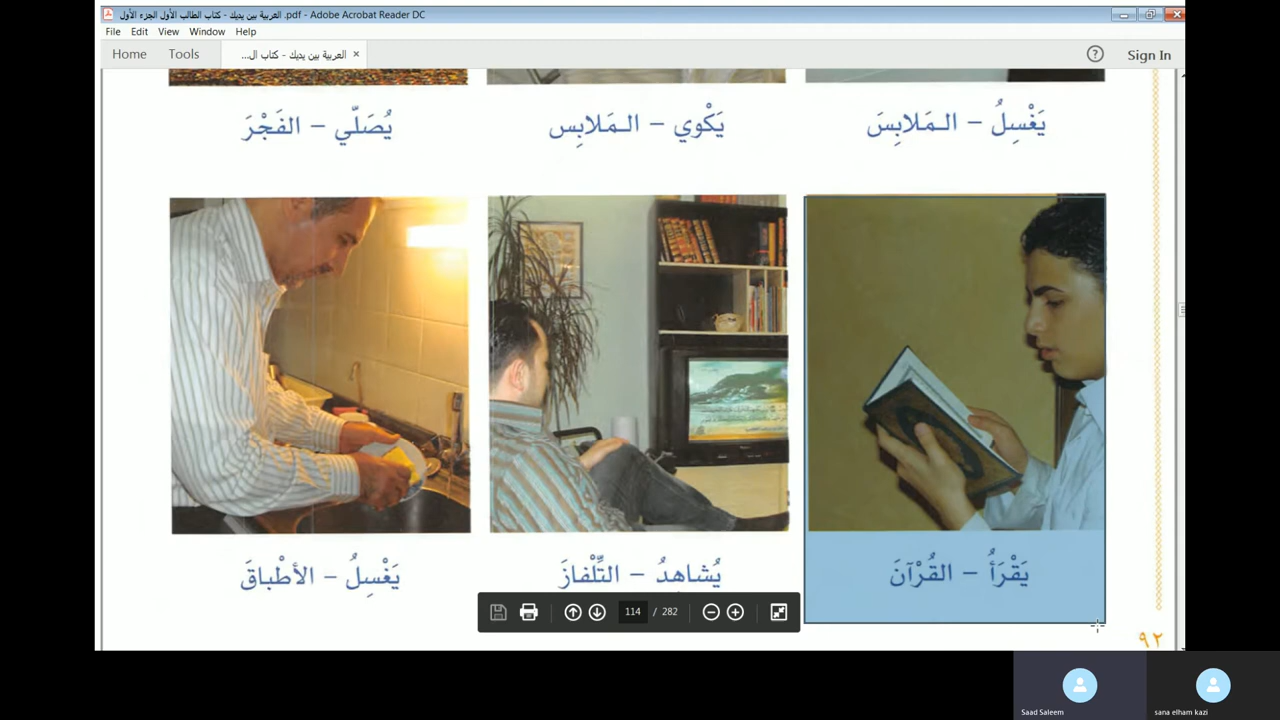 العربية بين يديك - كتاب الطالب الأول الجزء الأول .pdf - Adobe Acrobat Reader DC
File Edit View Window Help
Home Tools العربية بين يديك - كتاب ال... × ? Sign In
يَغْسِلُ – الـمَلابِسَ
يَكْوي – الـمَلابِس
يُصَلّي – الفَجْرَ
يَقْرَأُ – القُرْآنَ
يُشاهِدُ – التِّلْفازَ
يَغْسِلُ – الأطْباقَ
114 / 282
٩٢
Saad Saleem
sana elham kazi